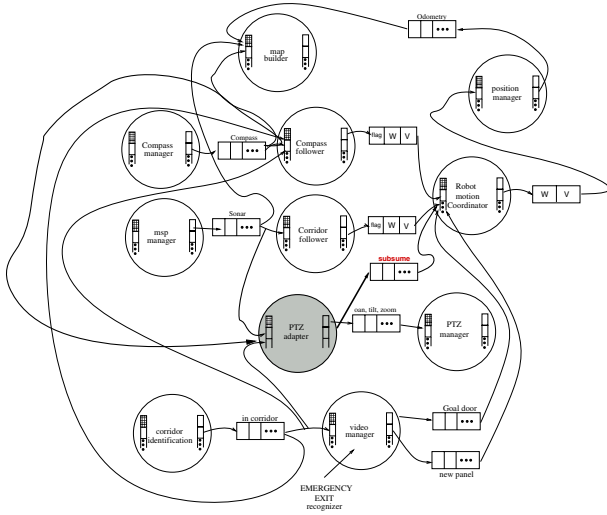 Odometry
•••
map
builder
position
manager
Compass
manager
Compass
•••
Compass
follower
flag W V
Robot
motion
Coordinator
W V
msp
manager
Sonar
•••
Corridor
follower
flag W V
subsume
•••
PTZ
adapter
oan, tilt, zoom
•••
PTZ
manager
corridor
identification
in corridor
•••
video
manager
Goal door
•••
•••
new panel
EMERGENCY
EXIT
recognizer